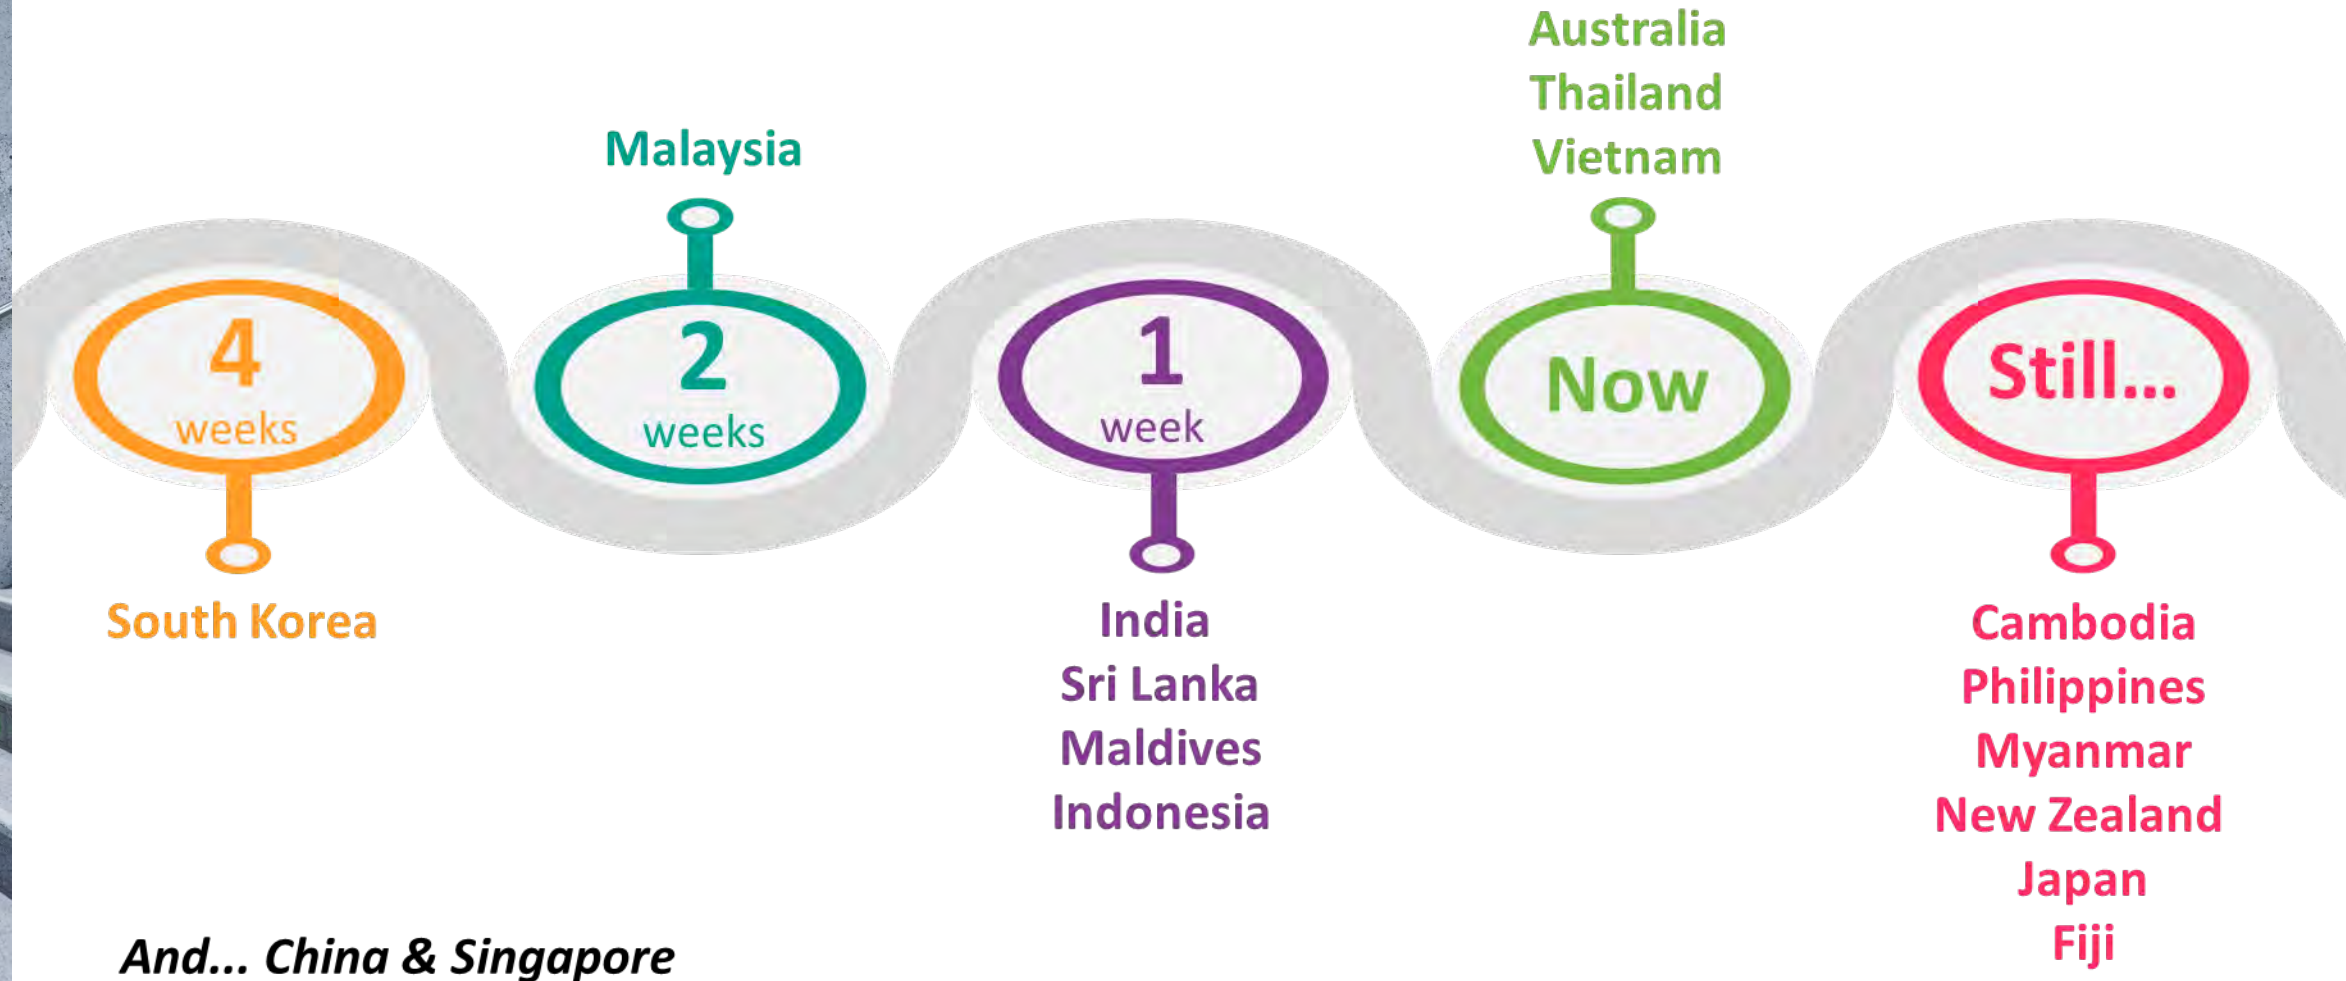 4
weeks
South Korea
Malaysia
2
weeks
1
week
India
Sri Lanka
Maldives
Indonesia
Australia
Thailand
Vietnam
Now
Still...
Cambodia
Philippines
Myanmar
New Zealand
Japan
Fiji
And... China & Singapore